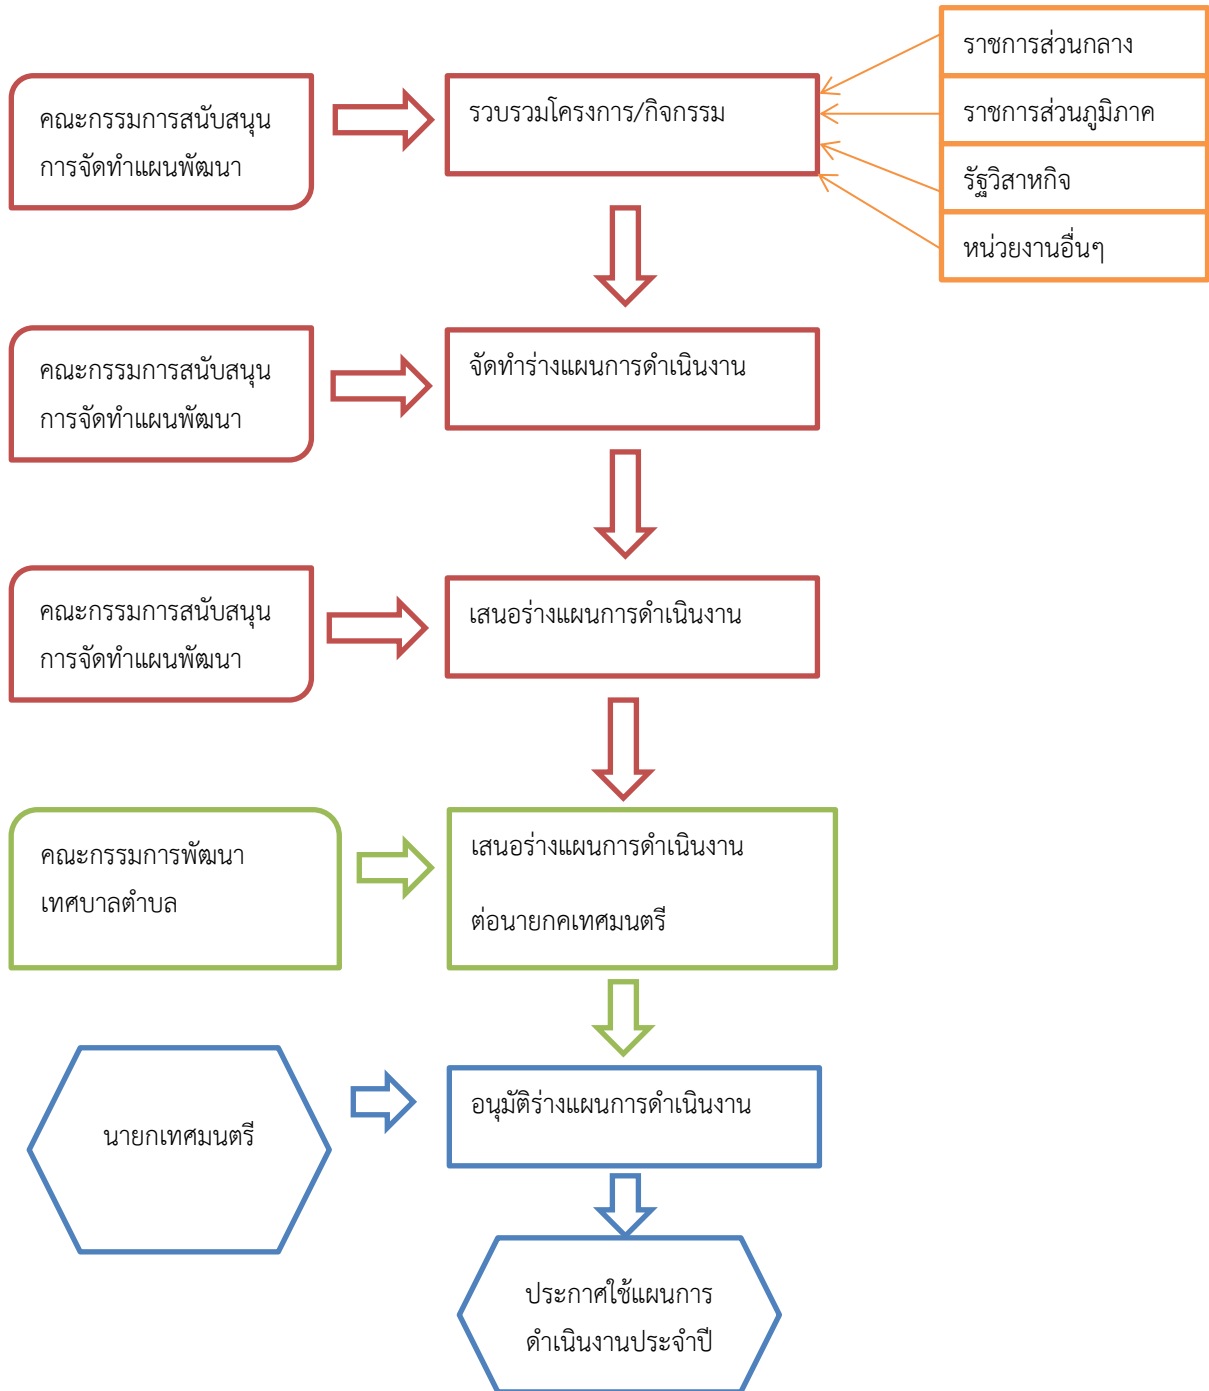 ราชการส่วนกลาง
คณะกรรมการสนับสนุน
การจัดทำแผนพัฒนา
รวบรวมโครงการ/กิจกรรม
ราชการส่วนภูมิภาค
รัฐวิสาหกิจ
หน่วยงานอื่นๆ
คณะกรรมการสนับสนุน
การจัดทำแผนพัฒนา
จัดทำร่างแผนการดำเนินงาน
คณะกรรมการสนับสนุน
การจัดทำแผนพัฒนา
เสนอร่างแผนการดำเนินงาน
คณะกรรมการพัฒนา
เทศบาลตำบล
เสนอร่างแผนการดำเนินงาน
ต่อนายกคเทศมนตรี
นายกเทศมนตรี
อนุมัติร่างแผนการดำเนินงาน
ประกาศใช้แผนการ
ดำเนินงานประจำปี